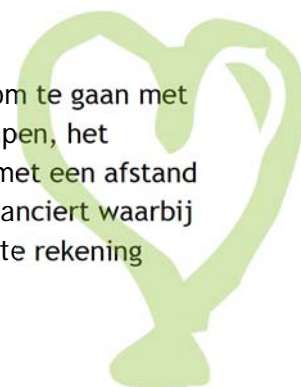 om te gaan met
pen, het
met een afstand
anciert waarbij
te rekening